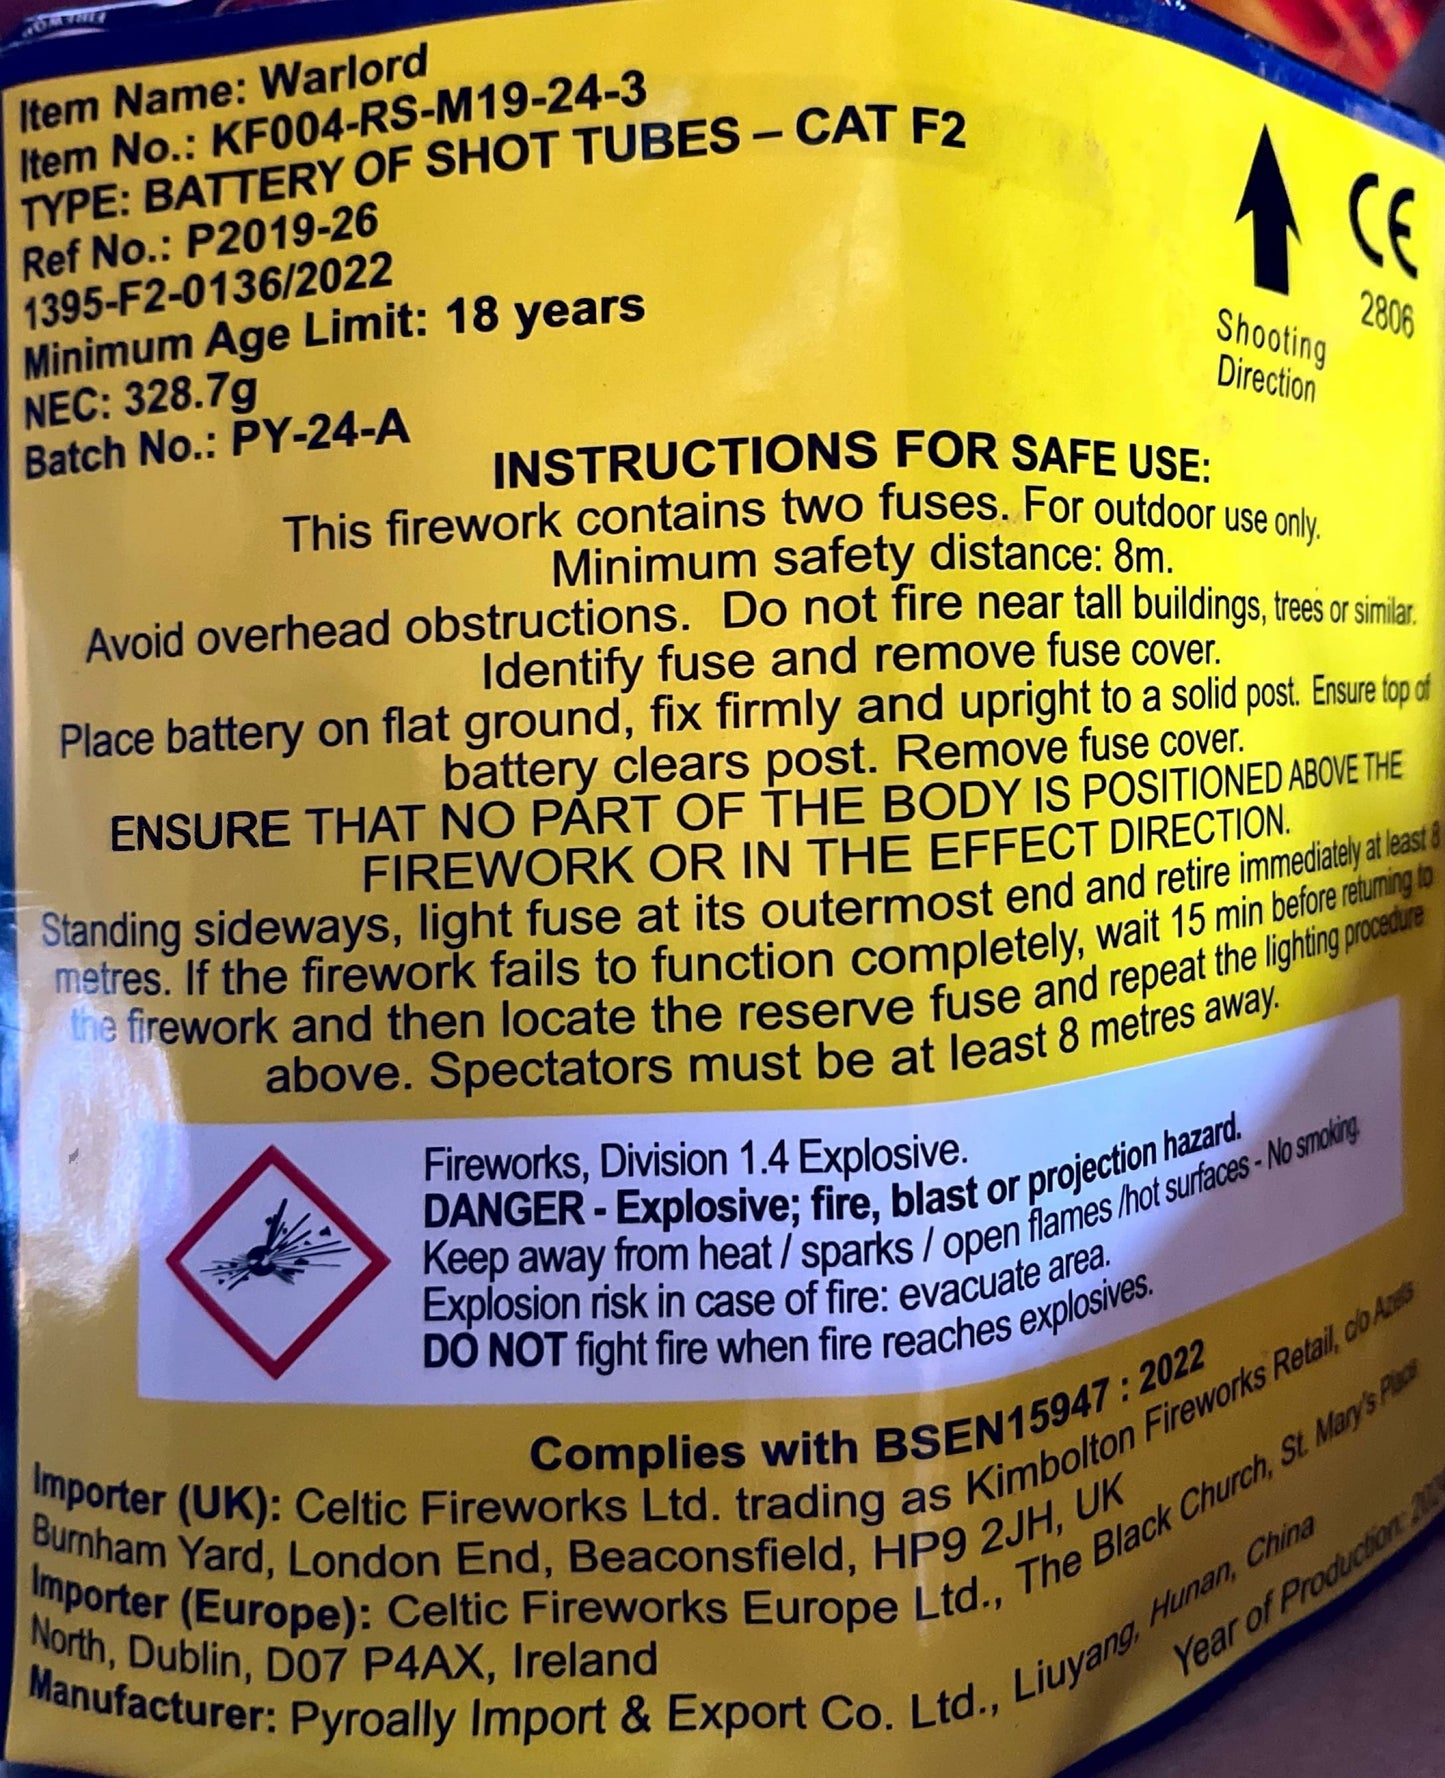 Item Name: Warlord
Item No.: KF004-RS-M19-24-3
TYPE: BATTERY OF SHOT TUBES – CAT F2
Ref No.: P2019-26
1395-F2-0136/2022
Minimum Age Limit: 18 years
NEC: 328.7g
Batch No.: PY-24-A
CE
2806
Shooting
Direction
INSTRUCTIONS FOR SAFE USE:
This firework contains two fuses. For outdoor use only.
Minimum safety distance: 8m.
Avoid overhead obstructions. Do not fire near tall buildings, trees or similar.
Identify fuse and remove fuse cover.
Place battery on flat ground, fix firmly and upright to a solid post. Ensure top of
battery clears post. Remove fuse cover.
ENSURE THAT NO PART OF THE BODY IS POSITIONED ABOVE THE
FIREWORK OR IN THE EFFECT DIRECTION.
Standing sideways, light fuse at its outermost end and retire immediately at least 8
metres. If the firework fails to function completely, wait 15 min before returning to
the firework and then locate the reserve fuse and repeat the lighting procedure
above. Spectators must be at least 8 metres away.
Fireworks, Division 1.4 Explosive.
DANGER - Explosive; fire, blast or projection hazard.
Keep away from heat / sparks / open flames /hot surfaces - No smoking.
Explosion risk in case of fire: evacuate area.
DO NOT fight fire when fire reaches explosives.
Complies with BSEN15947 : 2022
Importer (UK): Celtic Fireworks Ltd. trading as Kimbolton Fireworks Retail, c/o Azels
Burnham Yard, London End, Beaconsfield, HP9 2JH, UK
Importer (Europe): Celtic Fireworks Europe Ltd., The Black Church, St. Mary's Place
North, Dublin, D07 P4AX, Ireland
Manufacturer: Pyroally Import & Export Co. Ltd., Liuyang, Hunan, China
Year of Production: